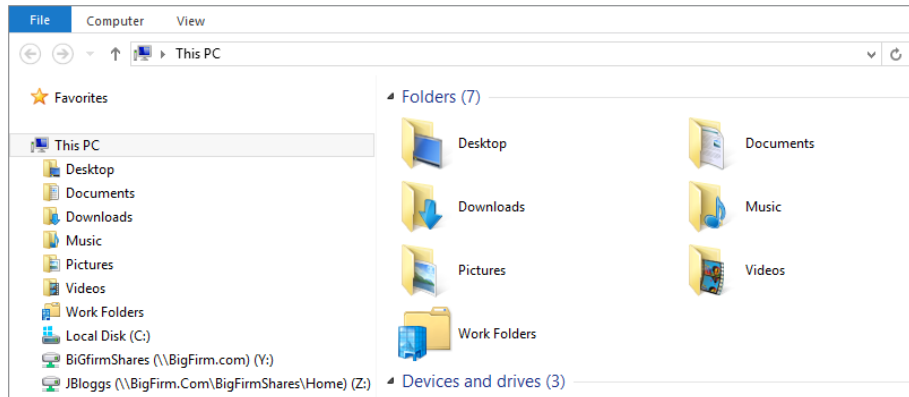 File Computer View
This PC
Favorites
This PC
Desktop
Documents
Downloads
Music
Pictures
Videos
Work Folders
Local Disk (C:)
BiGfirmShares (\\BigFirm.com) (Y:)
JBloggs (\\BigFirm.Com\BigFirmShares\Home) (Z:)
Folders (7)
Desktop Documents
Downloads Music
Pictures Videos
Work Folders
Devices and drives (3)